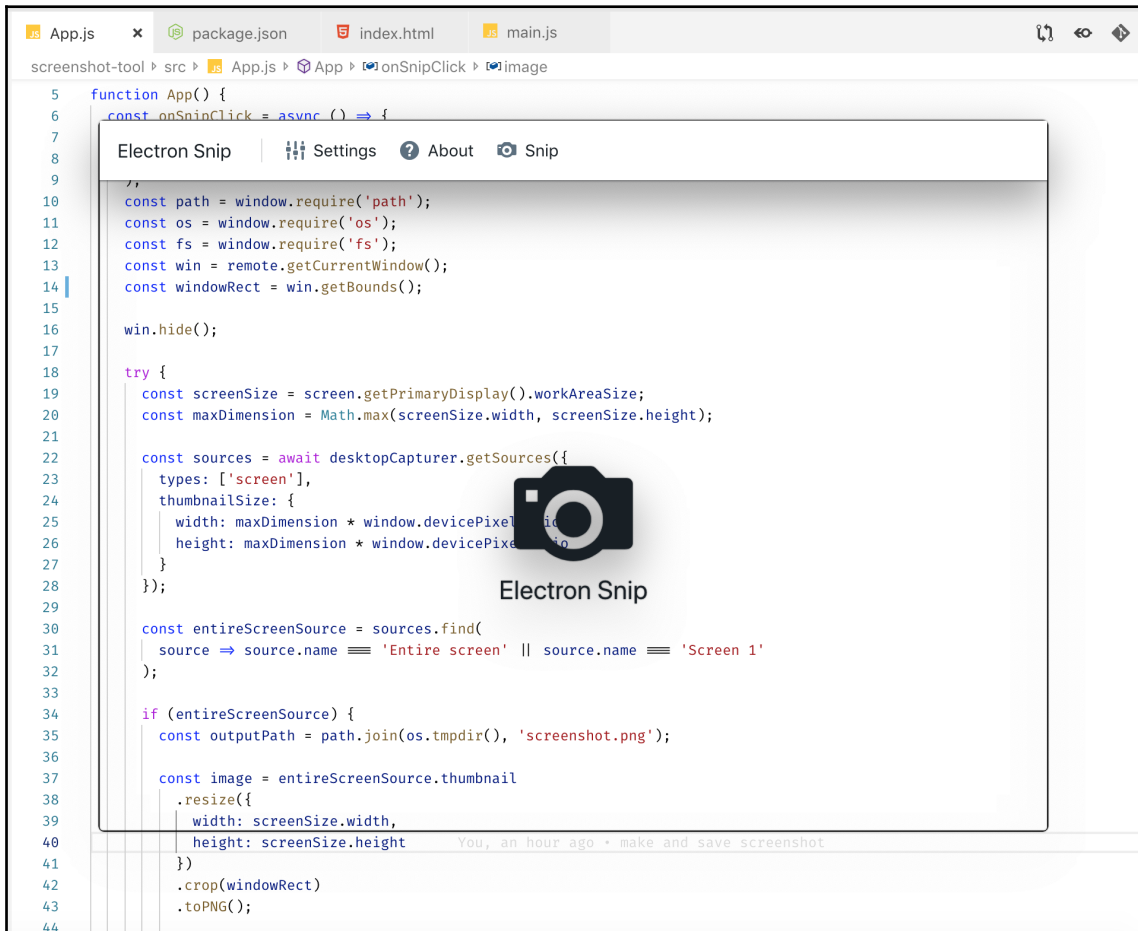 App.js × package.json index.html main.js
screenshot-tool src App.js App onSnipClick image
5 function App() {
6 const onSnipClick = async () ⇒ {
7
Electron Snip Settings About Snip
8
9 );
10 const path = window.require('path');
11 const os = window.require('os');
12 const fs = window.require('fs');
13 const win = remote.getCurrentWindow();
14 const windowRect = win.getBounds();
15
16 win.hide();
17
18 try {
19 const screenSize = screen.getPrimaryDisplay().workAreaSize;
20 const maxDimension = Math.max(screenSize.width, screenSize.height);
21
22 const sources = await desktopCapturer.getSources({
23 types: ['screen'],
24 thumbnailSize: {
25 width: maxDimension * window.devicePixel
26 height: maxDimension * window.devicePixe
27 }
28 });
Electron Snip
29
30 const entireScreenSource = sources.find(
31 source ⇒ source.name === 'Entire screen' || source.name === 'Screen 1'
32 );
33
34 if (entireScreenSource) {
35 const outputPath = path.join(os.tmpdir(), 'screenshot.png');
36
37 const image = entireScreenSource.thumbnail
38 .resize({
39 width: screenSize.width,
40 height: screenSize.height You, an hour ago • make and save screenshot
41 })
42 .crop(windowRect)
43 .toPNG();
44